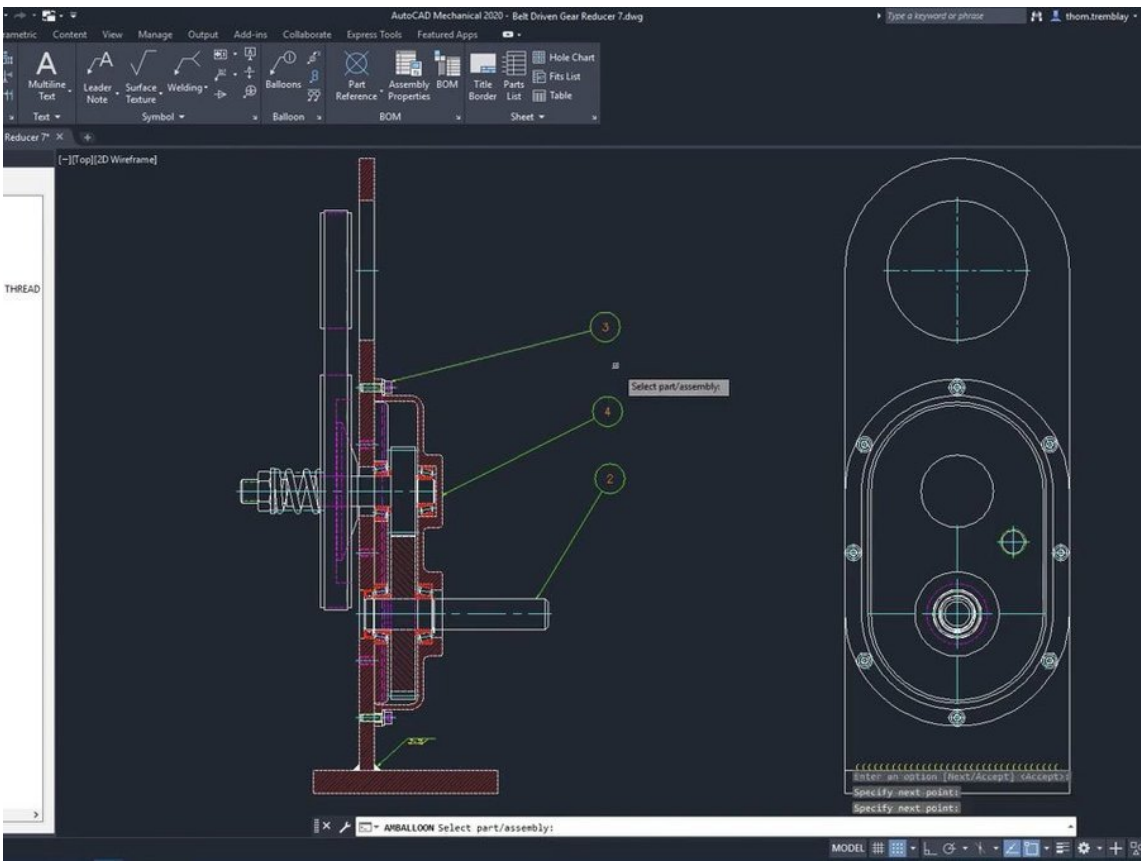 AutoCAD Mechanical 2020 - Belt Driven Gear Reducer 7.dwg
Type a keyword or phrase
thom.tremblay
rametric Content View Manage Output Add-ins Collaborate Express Tools Featured Apps
Multiline Text
Leader Note
Surface Texture
Welding
Balloons
Part Reference
Assembly Properties
BOM
Title Border
Parts List
Hole Chart
Fits List
Table
Text Symbol Balloon BOM Sheet
Reducer 7*
[-][Top][2D Wireframe]
THREAD
3
Select part/assembly:
4
2
Enter an option [Next/Accept] <Accept>:
Specify next point:
Specify next point:
AMBALLOON Select part/assembly:
MODEL